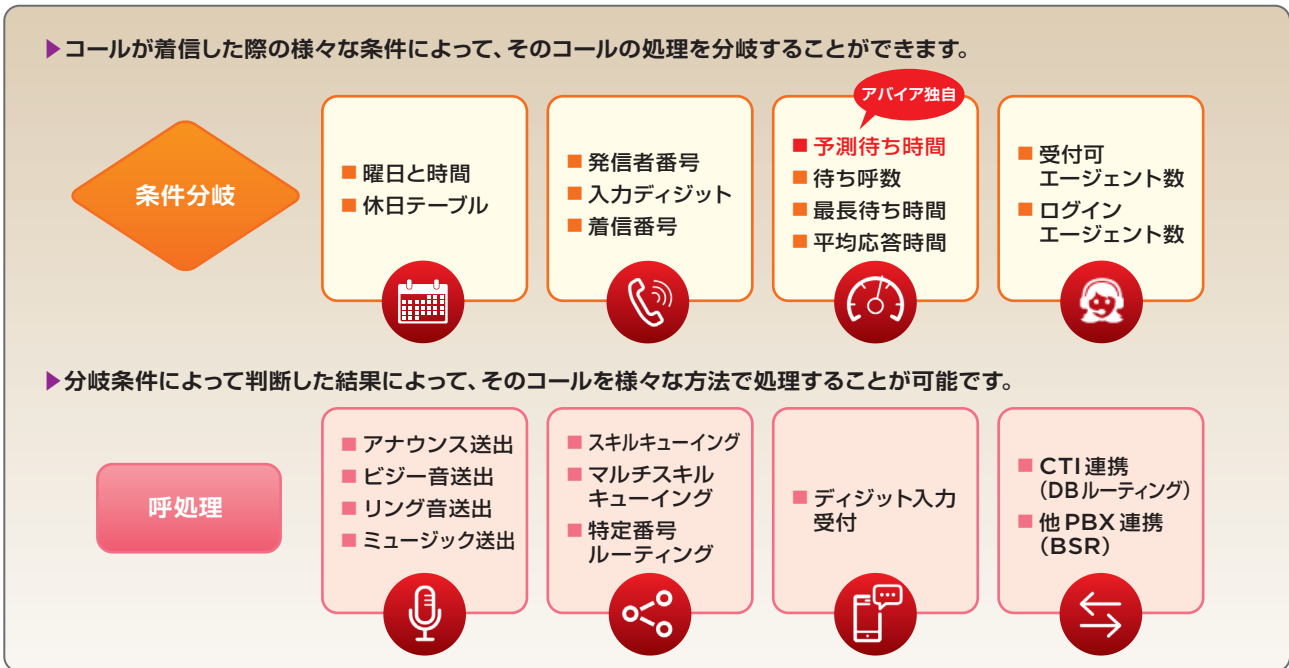 ▶コールが着信した際の様々な条件によって、そのコールの処理を分岐することができます。
条件分岐
■ 曜日と時間
■ 休日テーブル
■ 発信者番号
■ 入力ディジット
■ 着信番号
アバイア独自
■ 予測待ち時間
■ 待ち呼数
■ 最長待ち時間
■ 平均応答時間
■ 受付可
エージェント数
■ ログイン
エージェント数
▶分岐条件によって判断した結果によって、そのコールを様々な方法で処理することが可能です。
呼処理
■ アナウンス送出
■ ビジー音送出
■ リング音送出
■ ミュージック送出
■ スキルキューイング
■ マルチスキル
キューイング
■ 特定番号
ルーティング
■ ディジット入力
受付
■ CTI連携
（DBルーティング）
■ 他PBX連携
（BSR）